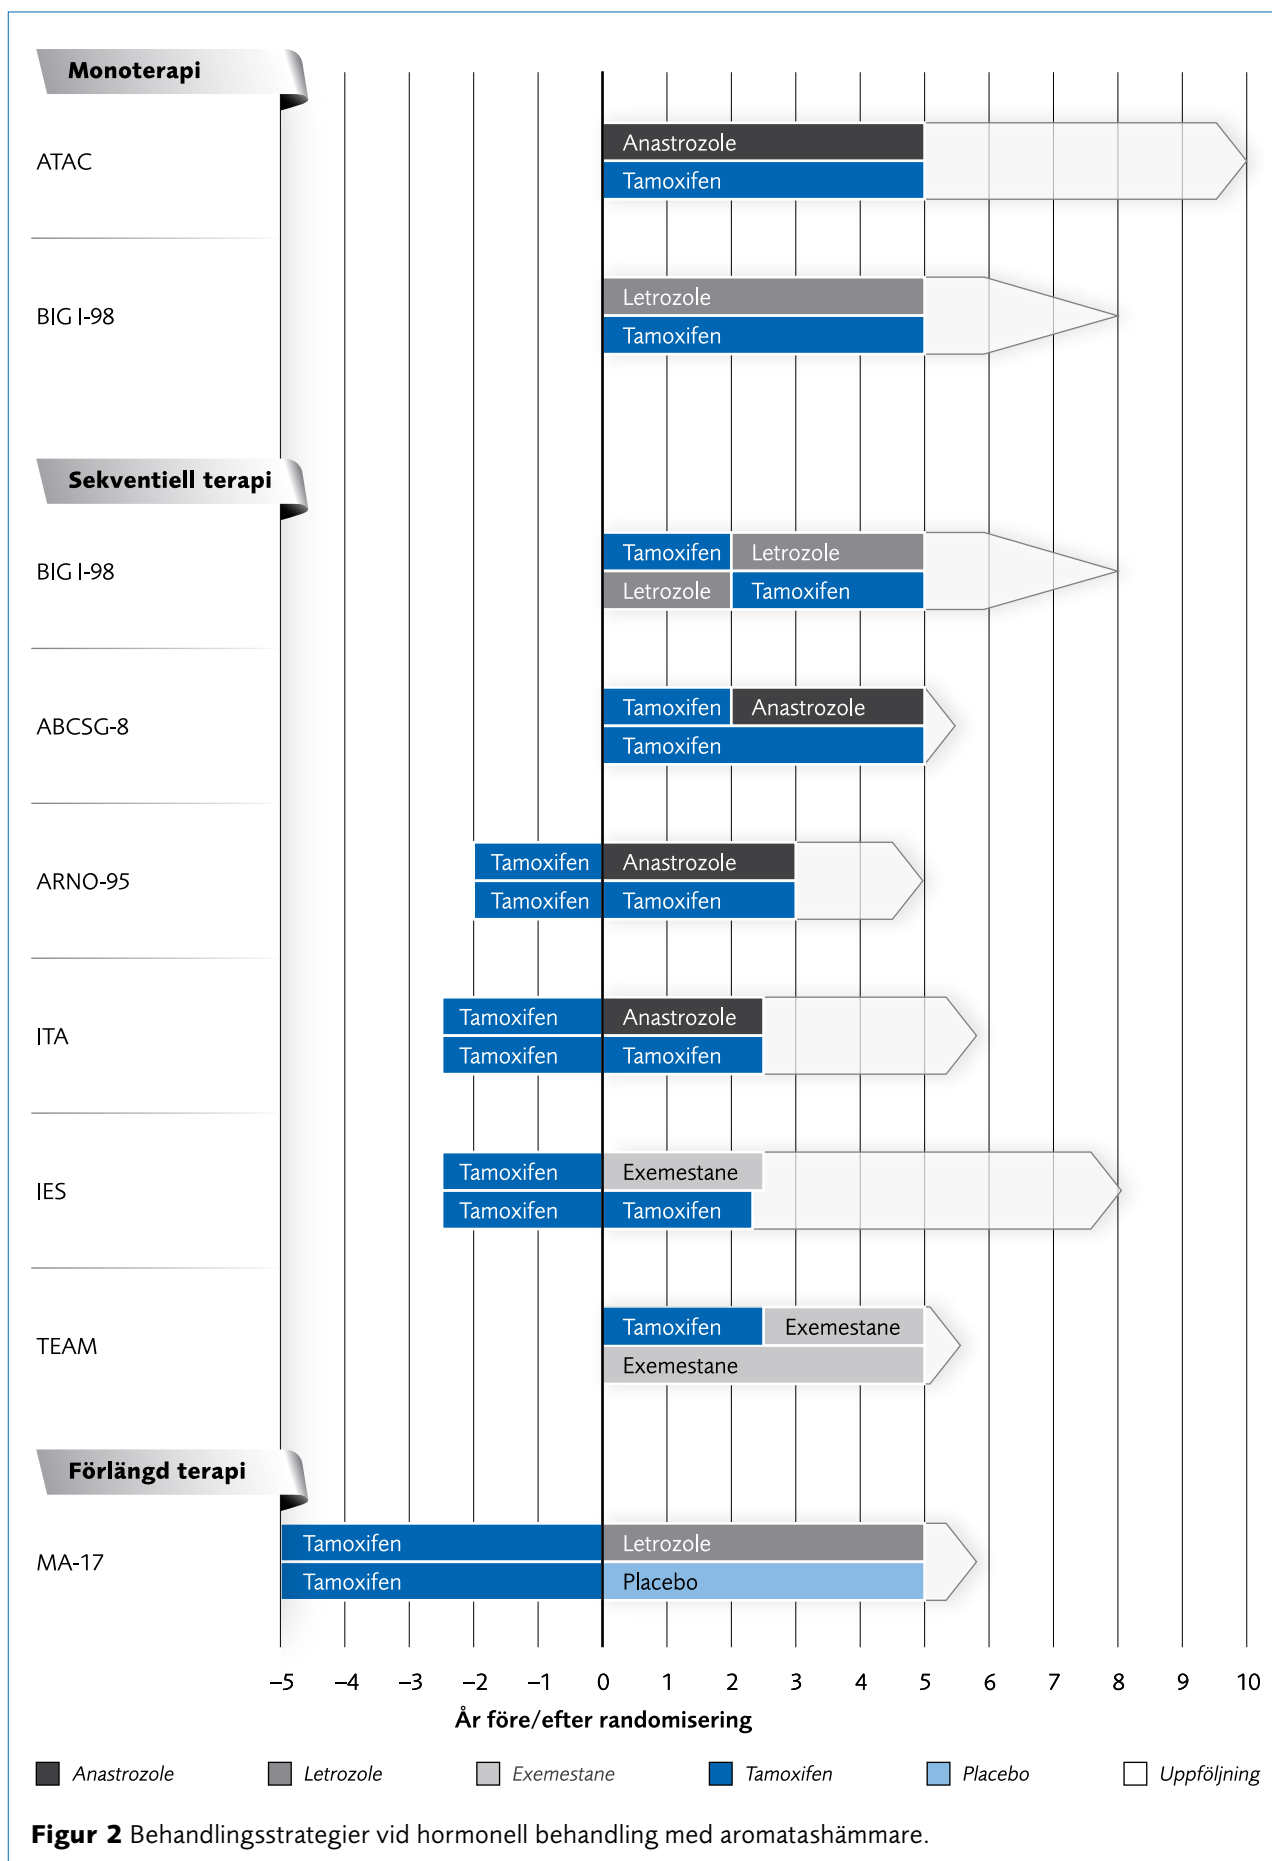 Monoterapi
ATAC
Anastrozole
Tamoxifen
BIG I-98
Letrozole
Tamoxifen
Sekventiell terapi
BIG I-98
Tamoxifen Letrozole
Letrozole Tamoxifen
ABCSG-8
Tamoxifen Anastrozole
Tamoxifen
ARNO-95
Tamoxifen Anastrozole
Tamoxifen Tamoxifen
ITA
Tamoxifen Anastrozole
Tamoxifen Tamoxifen
IES
Tamoxifen Exemestane
Tamoxifen Tamoxifen
TEAM
Tamoxifen Exemestane
Exemestane
Förlängd terapi
MA-17
Tamoxifen Letrozole
Tamoxifen Placebo
–5 –4 –3 –2 –1 0 1 2 3 4 5 6 7 8 9 10
År före/efter randomisering
Anastrozole Letrozole Exemestane Tamoxifen Placebo Uppföljning
Figur 2 Behandlingsstrategier vid hormonell behandling med aromatashämmare.